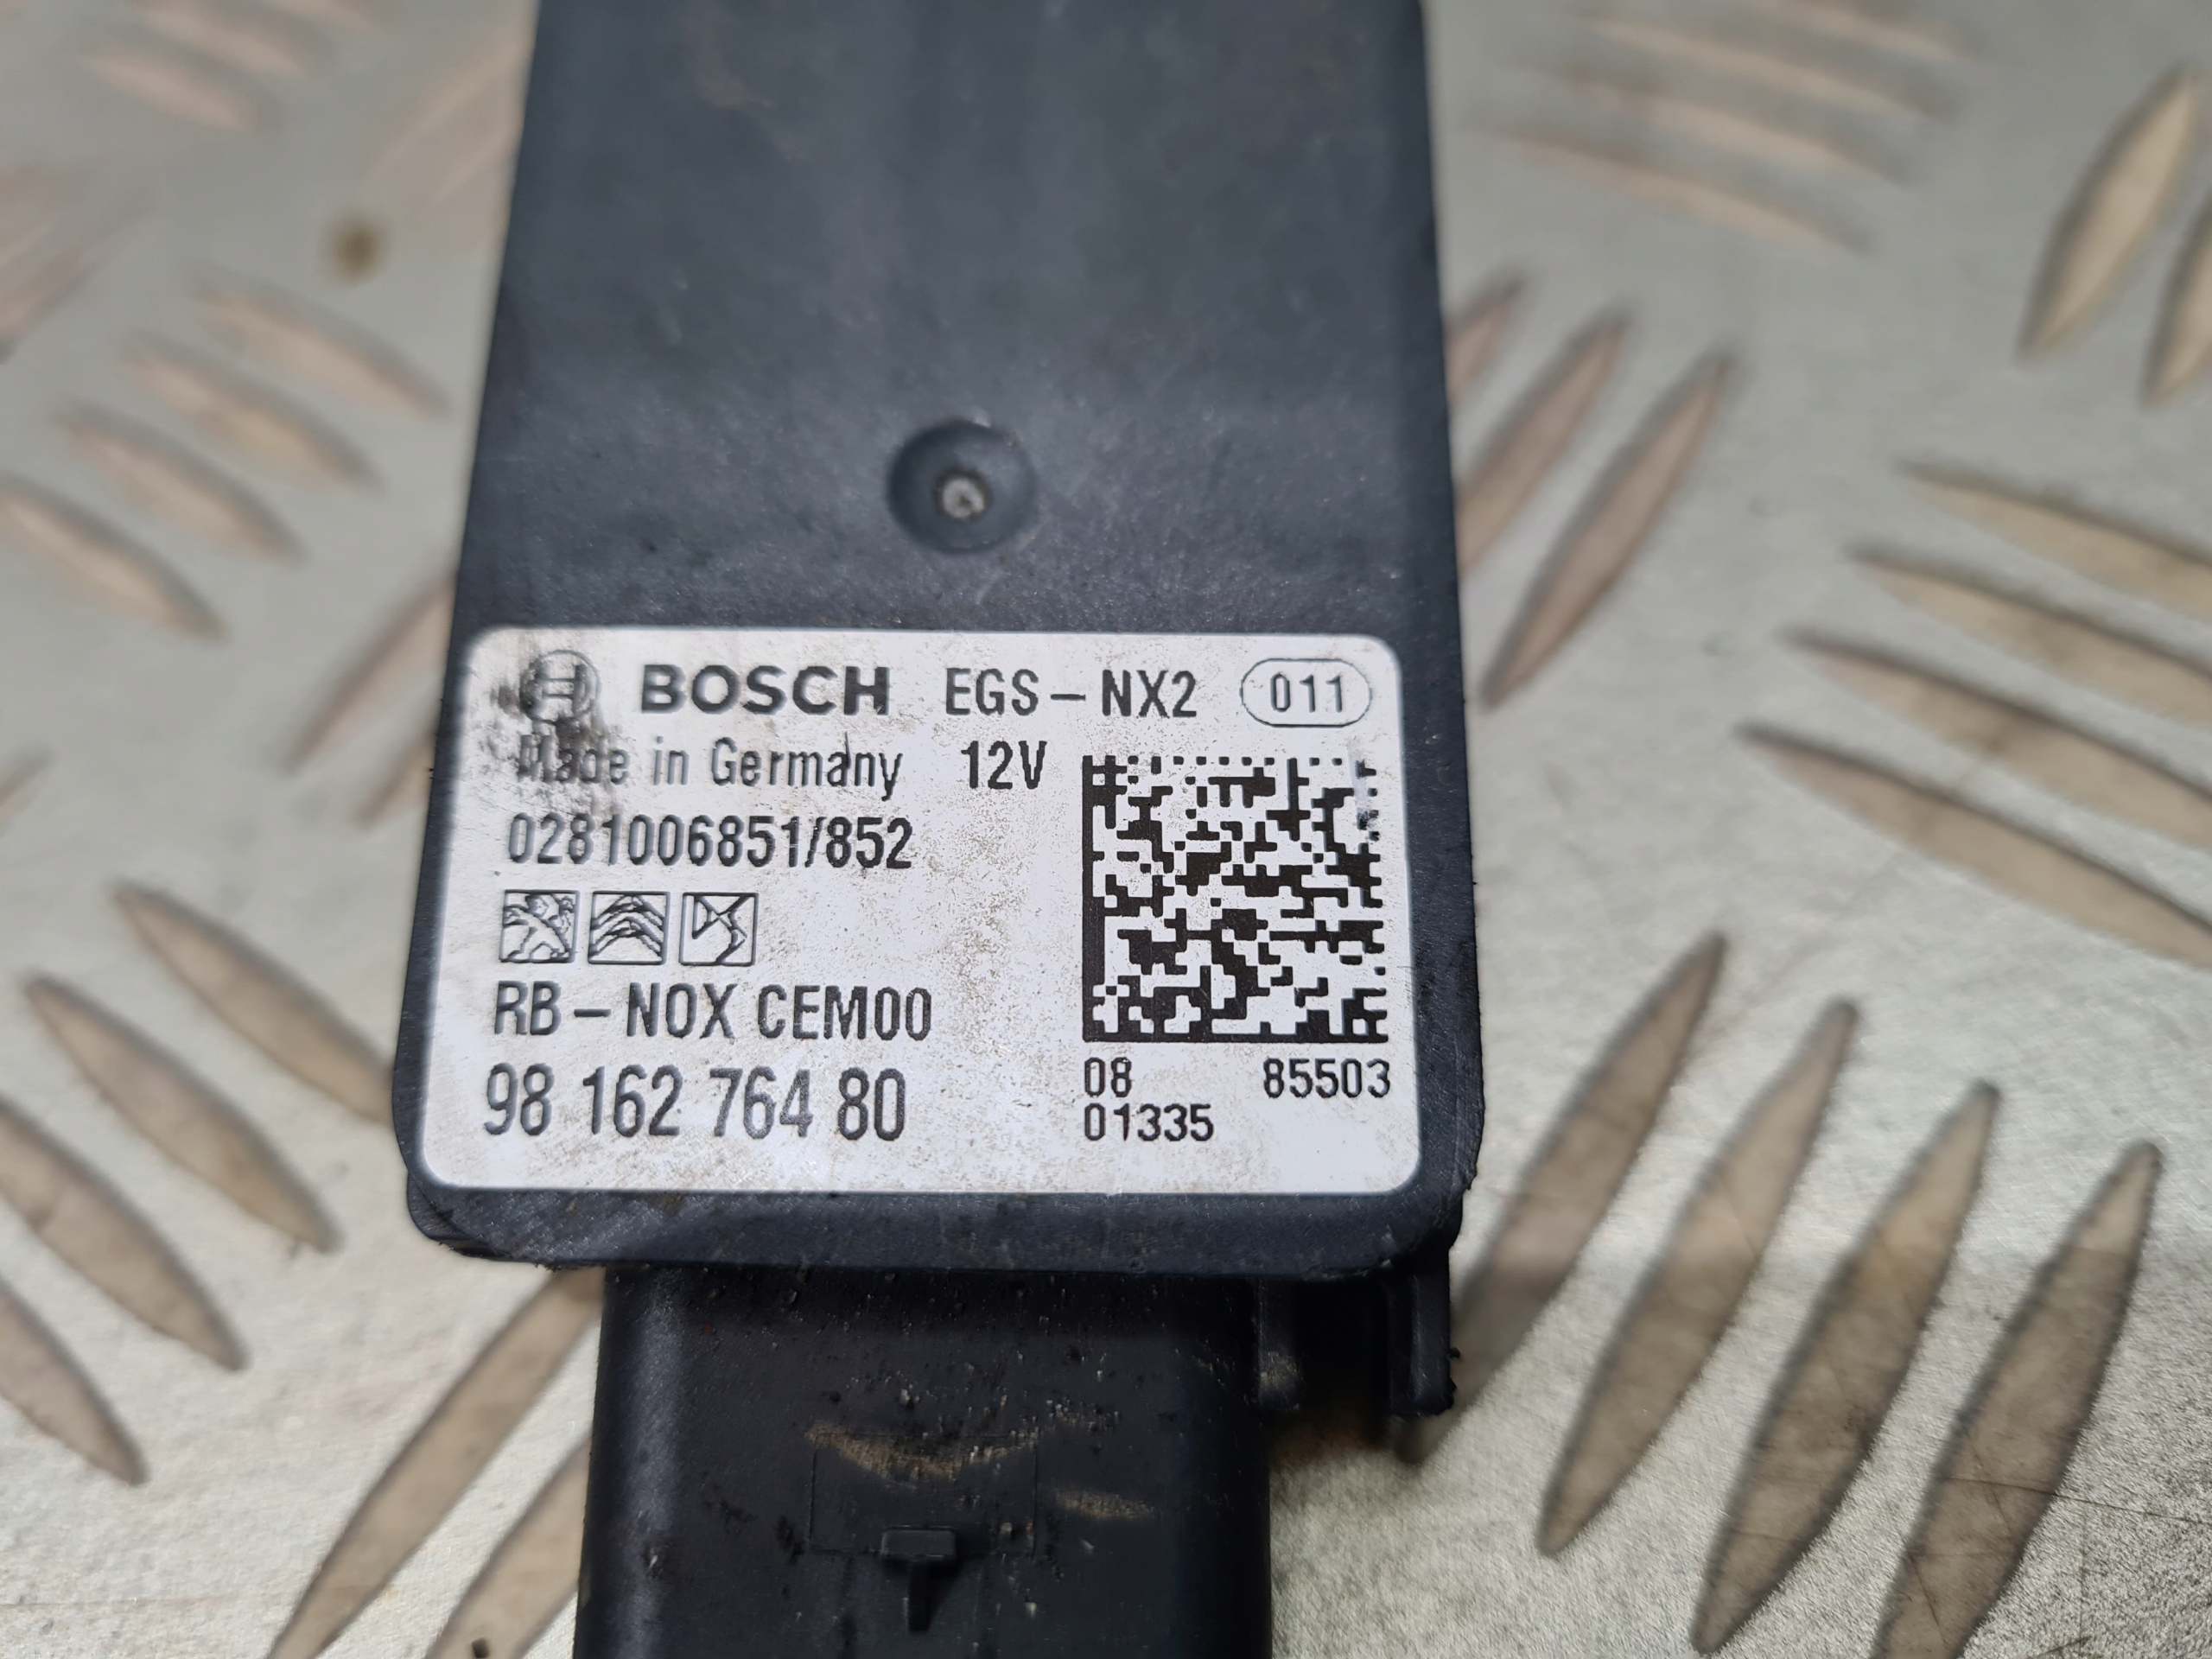 BOSCH EGS-NX2 011
Made in Germany 12V
0281006851/852
RB-NOX CEM00
98 162 764 80
08 85503
01335